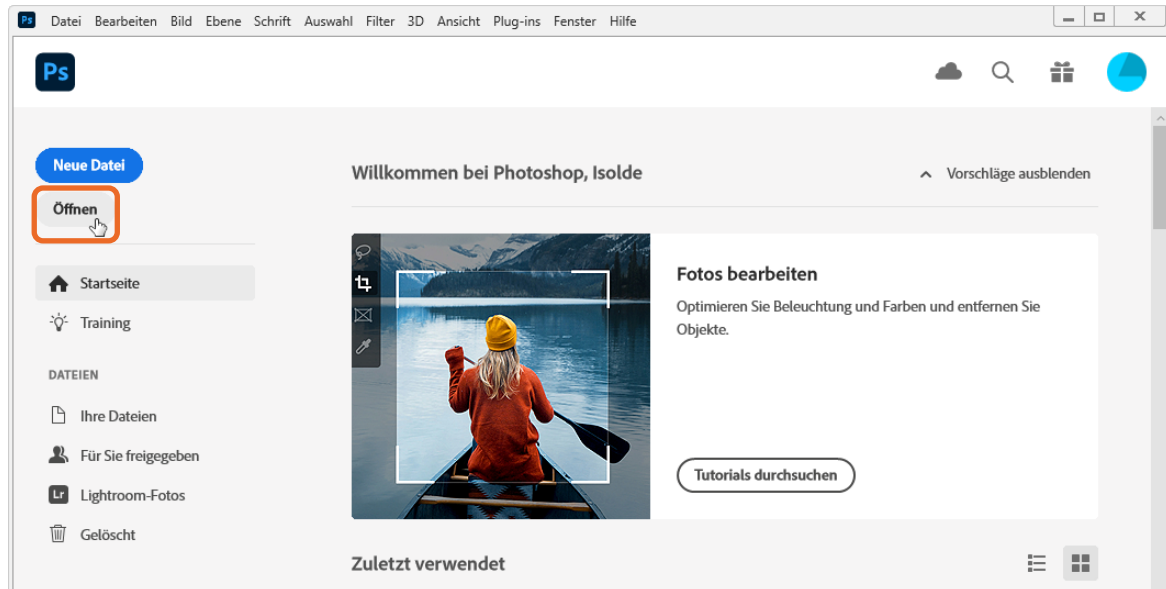 Ps Datei Bearbeiten Bild Ebene Schrift Auswahl Filter 3D Ansicht Plug-ins Fenster Hilfe
Ps
Neue Datei
Öffnen
Startseite
Training
DATEIEN
Ihre Dateien
Für Sie freigegeben
Lr Lightroom-Fotos
Gelöscht
Willkommen bei Photoshop, Isolde
Vorschläge ausblenden
Fotos bearbeiten
Optimieren Sie Beleuchtung und Farben und entfernen Sie
Objekte.
Tutorials durchsuchen
Zuletzt verwendet